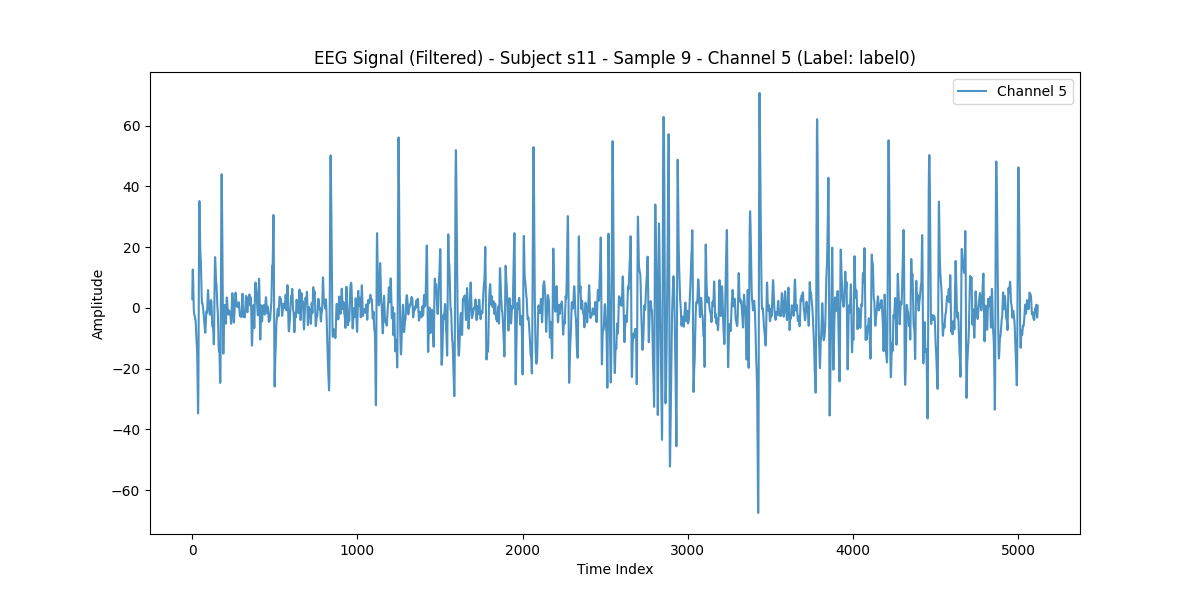 EEG Signal (Filtered) - Subject s11 - Sample 9 - Channel 5 (Label: label0)
Channel 5
60
40
20
0
−20
−40
−60
Amplitude
0 1000 2000 3000 4000 5000
Time Index